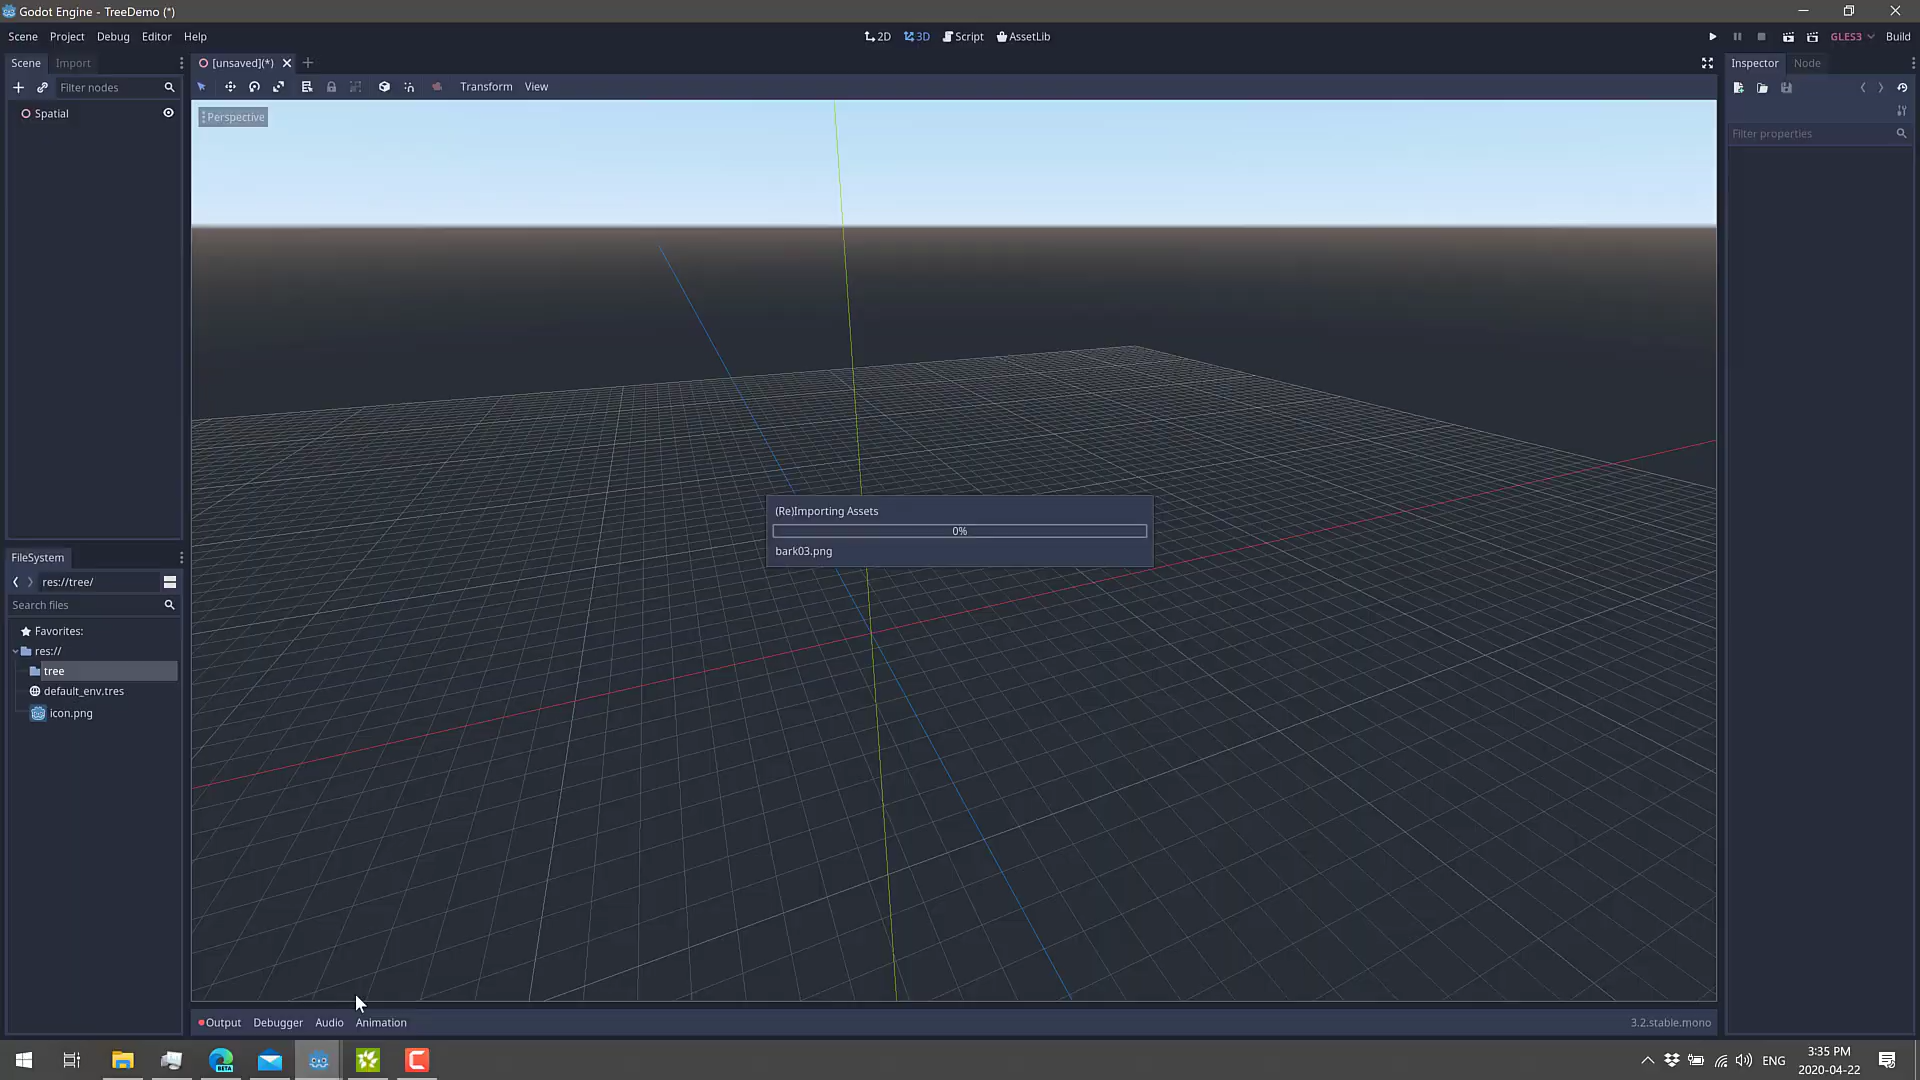 Godot Engine - TreeDemo (*)
Scene Project Debug Editor Help
2D 3D Script AssetLib
GLES3 Build
Scene Import
[unsaved](*)
Inspector Node
Filter nodes
Transform View
Spatial
Perspective
Filter properties
(Re)Importing Assets
0%
bark03.png
FileSystem
res://tree/
Search files
Favorites:
res://
tree
default_env.tres
icon.png
Output Debugger Audio Animation
3.2.stable.mono
BETA
ENG
3:35 PM
2020-04-22